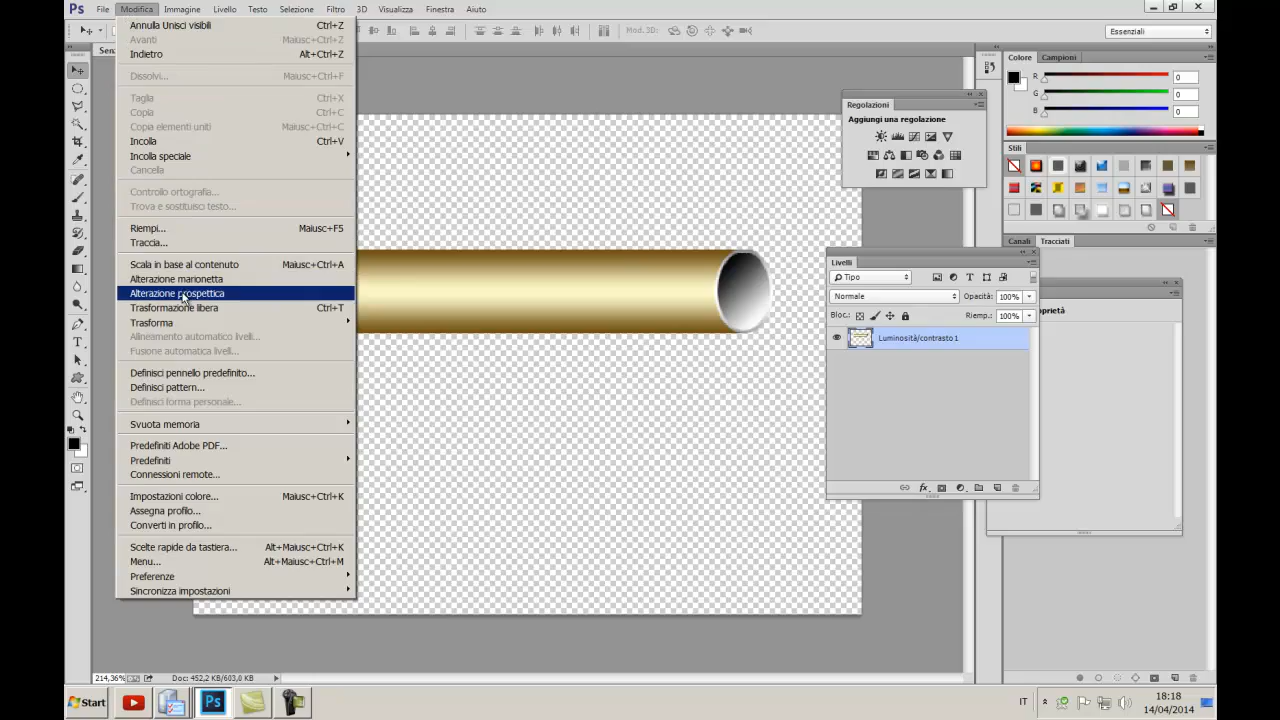 Ps File Modifica Immagine Livello Testo Selezione Filtro 3D Visualizza Finestra Aiuto
Mod. 3D:
Essenziali
Annulla Unisci visibili Ctrl+Z
Avanti Maiusc+Ctrl+Z
Indietro Alt+Ctrl+Z
Dissolvi... Maiusc+Ctrl+F
Taglia Ctrl+X
Copia Ctrl+C
Copia elementi uniti Maiusc+Ctrl+C
Incolla Ctrl+V
Incolla speciale
Cancella
Controllo ortografia...
Trova e sostituisci testo...
Riempi... Maiusc+F5
Traccia...
Scala in base al contenuto Maiusc+Ctrl+A
Alterazione marionetta
Alterazione prospettica
Trasformazione libera Ctrl+T
Trasforma
Allineamento automatico livelli...
Fusione automatica livelli...
Definisci pennello predefinito...
Definisci pattern...
Definisci forma personale...
Svuota memoria
Predefiniti Adobe PDF...
Predefiniti
Connessioni remote...
Impostazioni colore... Maiusc+Ctrl+K
Assegna profilo...
Converti in profilo...
Scelte rapide da tastiera... Alt+Maiusc+Ctrl+K
Menu... Alt+Maiusc+Ctrl+M
Preferenze
Sincronizza impostazioni
Colore Campioni
R 0
G 0
B 0
Regolazioni
Aggiungi una regolazione
Stili
Canali Tracciati
Livelli
Tipo
Normale Opacità: 100%
Bloc.: Riemp.: 100%
Luminosità/contrasto 1
214,36% Doc: 452,2 KB/603,0 KB
Start Ps IT 18:18
14/04/2014